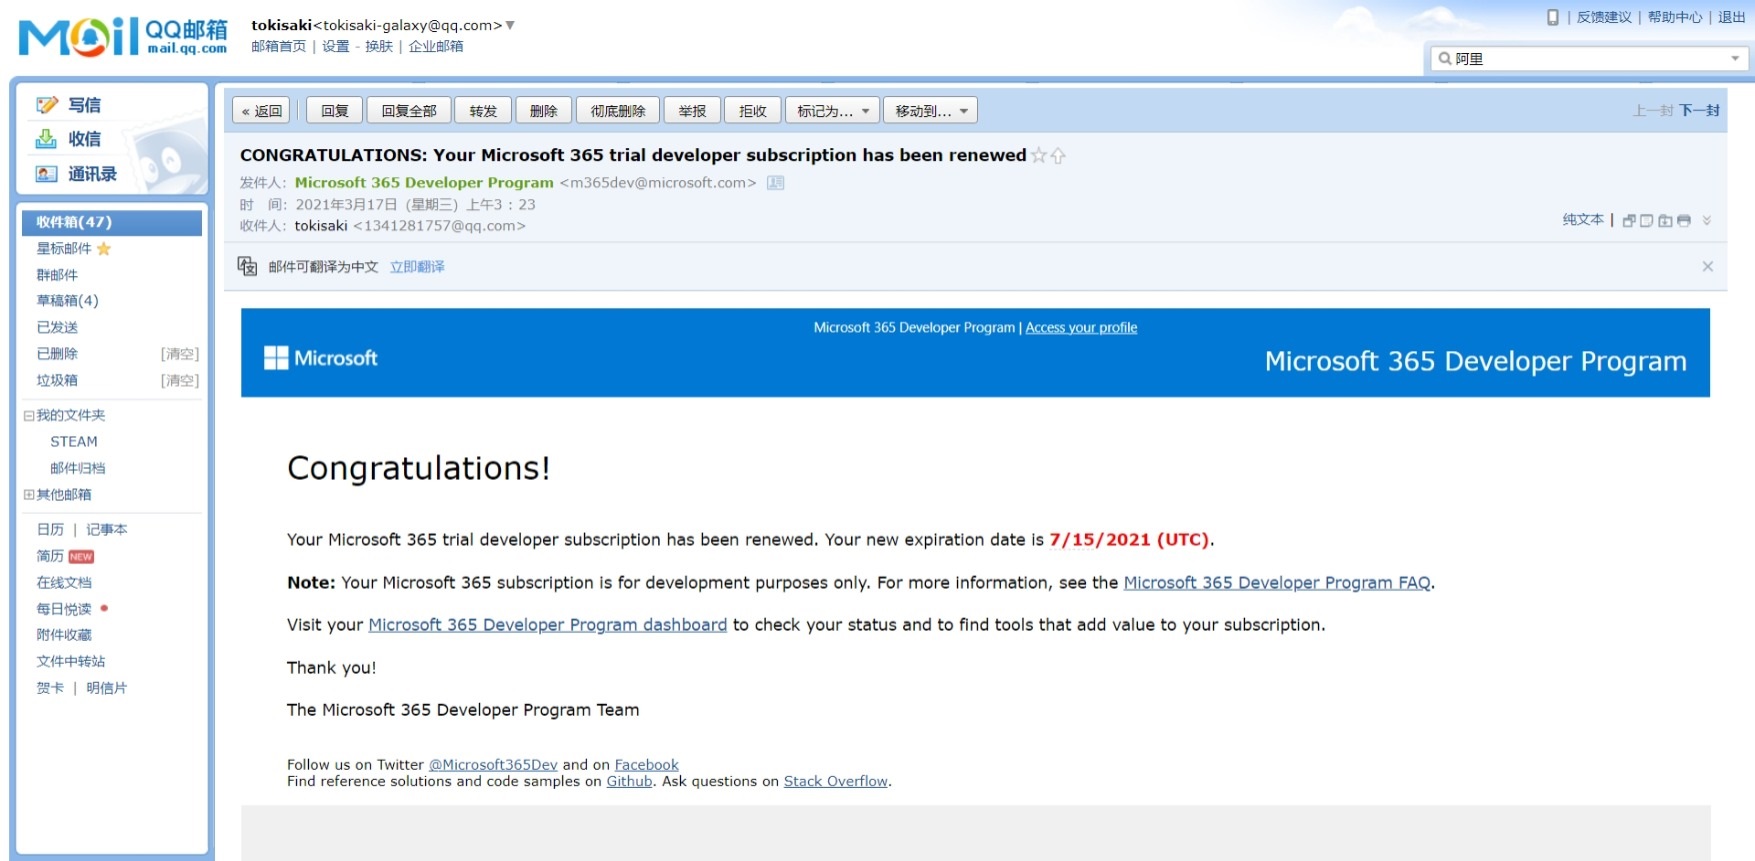 Mail QQ邮箱
mail.qq.com
tokisaki<tokisaki-galaxy@qq.com>
邮箱首页 | 设置 - 换肤 | 企业邮箱
反馈建议 | 帮助中心 | 退出
阿里
写信
收信
通讯录
收件箱(47)
星标邮件
群邮件
草稿箱(4)
已发送
已删除 [清空]
垃圾箱 [清空]
我的文件夹
STEAM
邮件归档
其他邮箱
日历 | 记事本
简历 NEW
在线文档
每日悦读
附件收藏
文件中转站
贺卡 | 明信片
« 返回 回复 回复全部 转发 删除 彻底删除 举报 拒收 标记为... 移动到... 上一封 下一封
CONGRATULATIONS: Your Microsoft 365 trial developer subscription has been renewed
发件人: Microsoft 365 Developer Program <m365dev@microsoft.com>
时 间: 2021年3月17日 (星期三) 上午3:23
收件人: tokisaki <1341281757@qq.com>
纯文本 |
邮件可翻译为中文 立即翻译
Microsoft 365 Developer Program | Access your profile
Microsoft
Microsoft 365 Developer Program
Congratulations!
Your Microsoft 365 trial developer subscription has been renewed. Your new expiration date is 7/15/2021 (UTC).
Note: Your Microsoft 365 subscription is for development purposes only. For more information, see the Microsoft 365 Developer Program FAQ.
Visit your Microsoft 365 Developer Program dashboard to check your status and to find tools that add value to your subscription.
Thank you!
The Microsoft 365 Developer Program Team
Follow us on Twitter @Microsoft365Dev and on Facebook
Find reference solutions and code samples on Github. Ask questions on Stack Overflow.